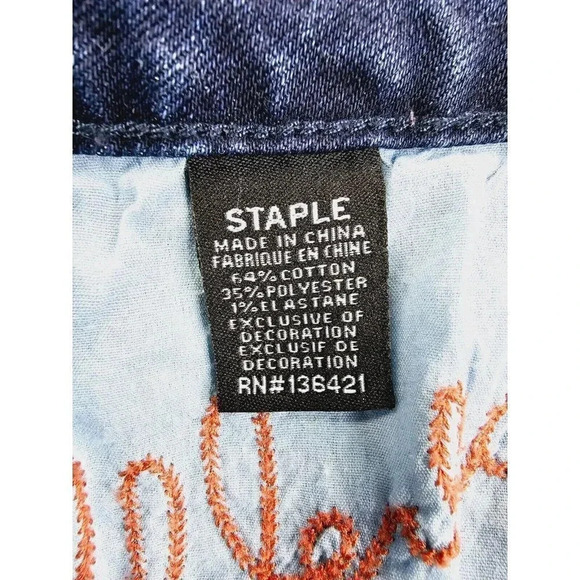 STAPLE
MADE IN CHINA
FABRIQUE EN CHINE
64% COTTON
35% POLYESTER
1% ELASTANE
EXCLUSIVE OF
DECORATION
EXCLUSIF DE
DECORATION
RN#136421